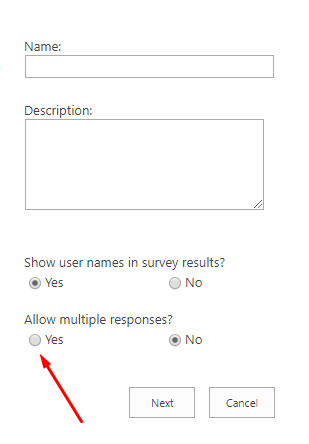 Name:
Description:
Show user names in survey results?
Yes No
Allow multiple responses?
Yes No
Next Cancel